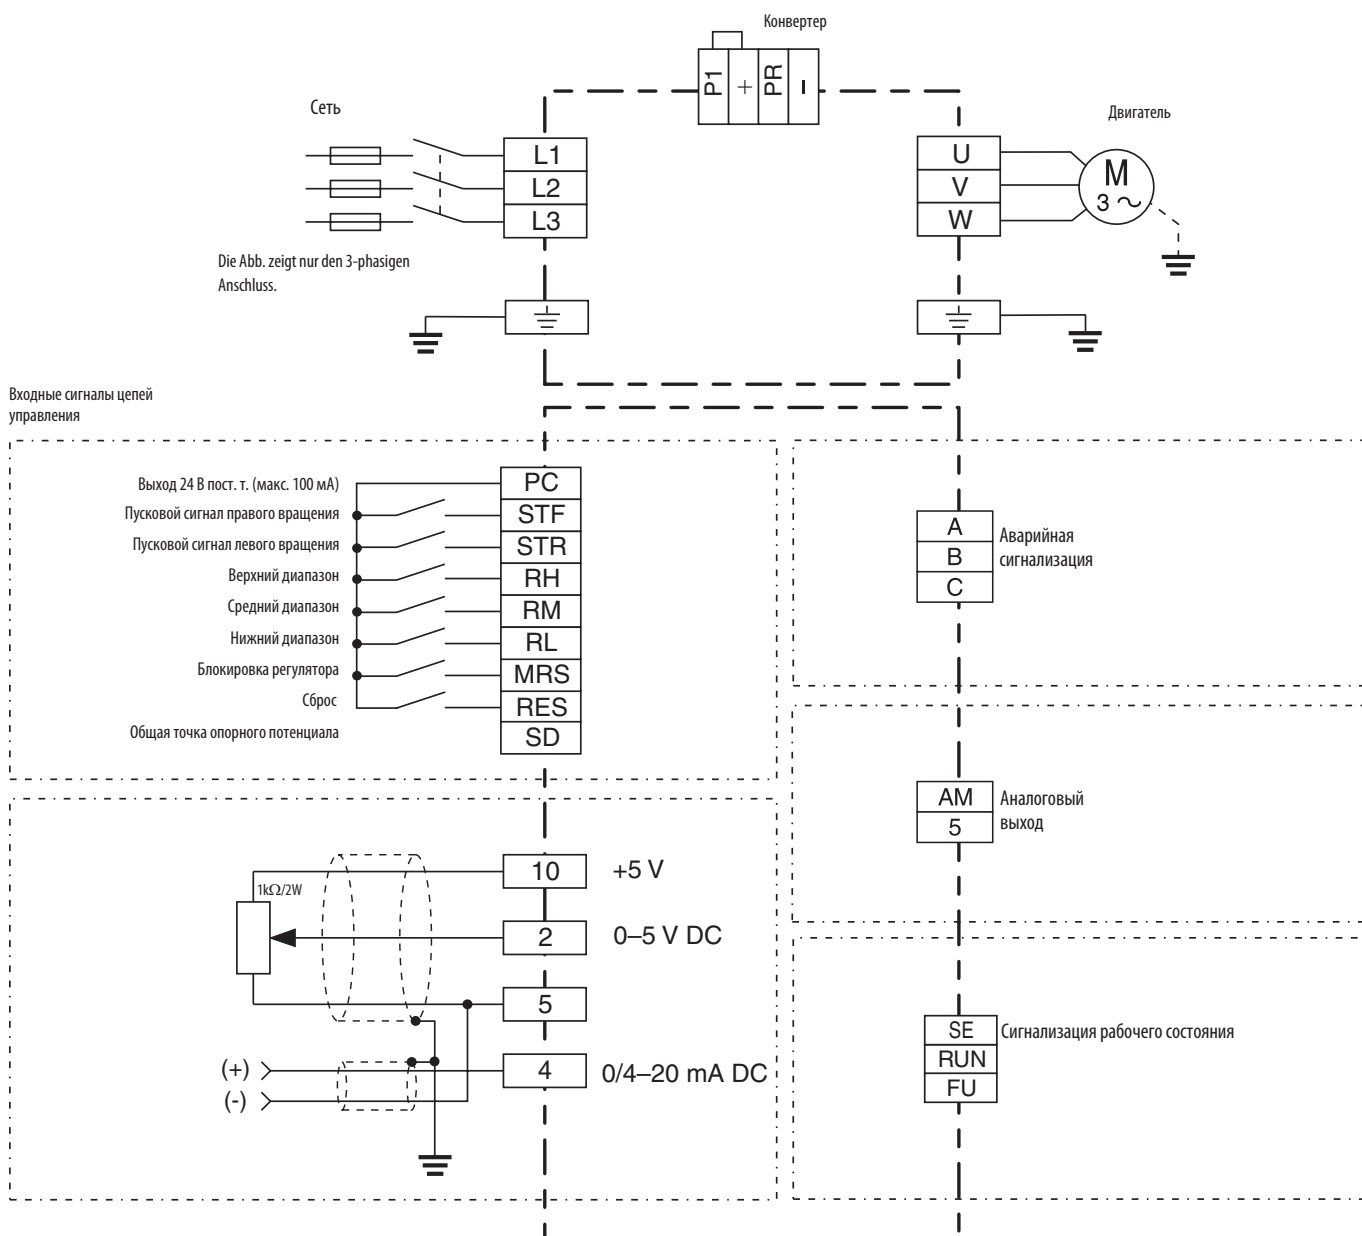 Конвертер
P1 + PR −
Сеть
Двигатель
L1
L2
L3
U
V
W
M
3 ~
Die Abb. zeigt nur den 3-phasigen
Anschluss.
Входные сигналы цепей
управления
Выход 24 В пост. т. (макс. 100 мА)
PC
Пусковой сигнал правого вращения
STF
Пусковой сигнал левого вращения
STR
Верхний диапазон
RH
Средний диапазон
RM
Нижний диапазон
RL
Блокировка регулятора
MRS
Сброс
RES
Общая точка опорного потенциала
SD
A
B
C
Аварийная
сигнализация
AM
5
Аналоговый
выход
1kΩ/2W
10
+5 V
2
0–5 V DC
5
(+)
4
0/4–20 mA DC
(-)
SE
RUN
FU
Сигнализация рабочего состояния